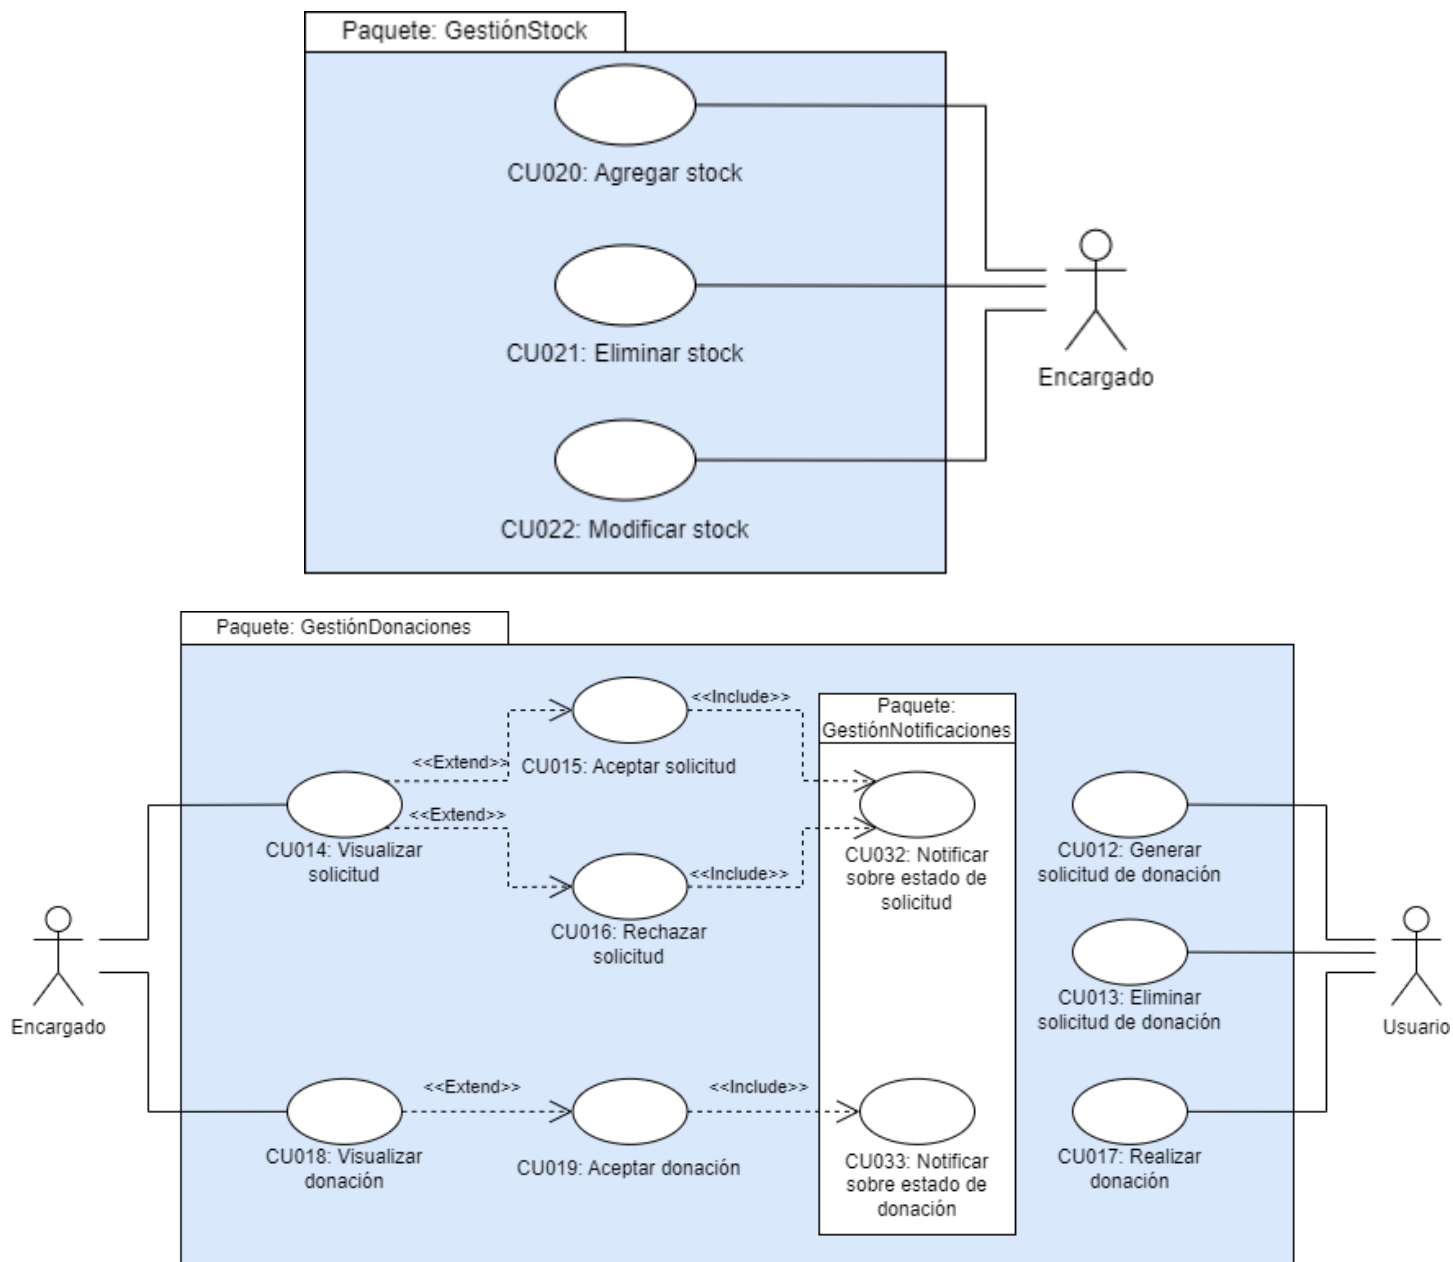 Paquete: GestiónStock
CU020: Agregar stock
CU021: Eliminar stock
Encargado
CU022: Modificar stock
Paquete: GestiónDonaciones
<<Include>>
Paquete:
GestiónNotificaciones
<<Extend>>
CU015: Aceptar solicitud
<<Extend>>
CU014: Visualizar
solicitud
<<Include>>
CU032: Notificar
sobre estado de
solicitud
CU012: Generar
solicitud de donación
CU016: Rechazar
solicitud
CU013: Eliminar
solicitud de donación
Encargado
Usuario
<<Extend>>
<<Include>>
CU018: Visualizar
donación
CU019: Aceptar donación
CU033: Notificar
sobre estado de
donación
CU017: Realizar
donación